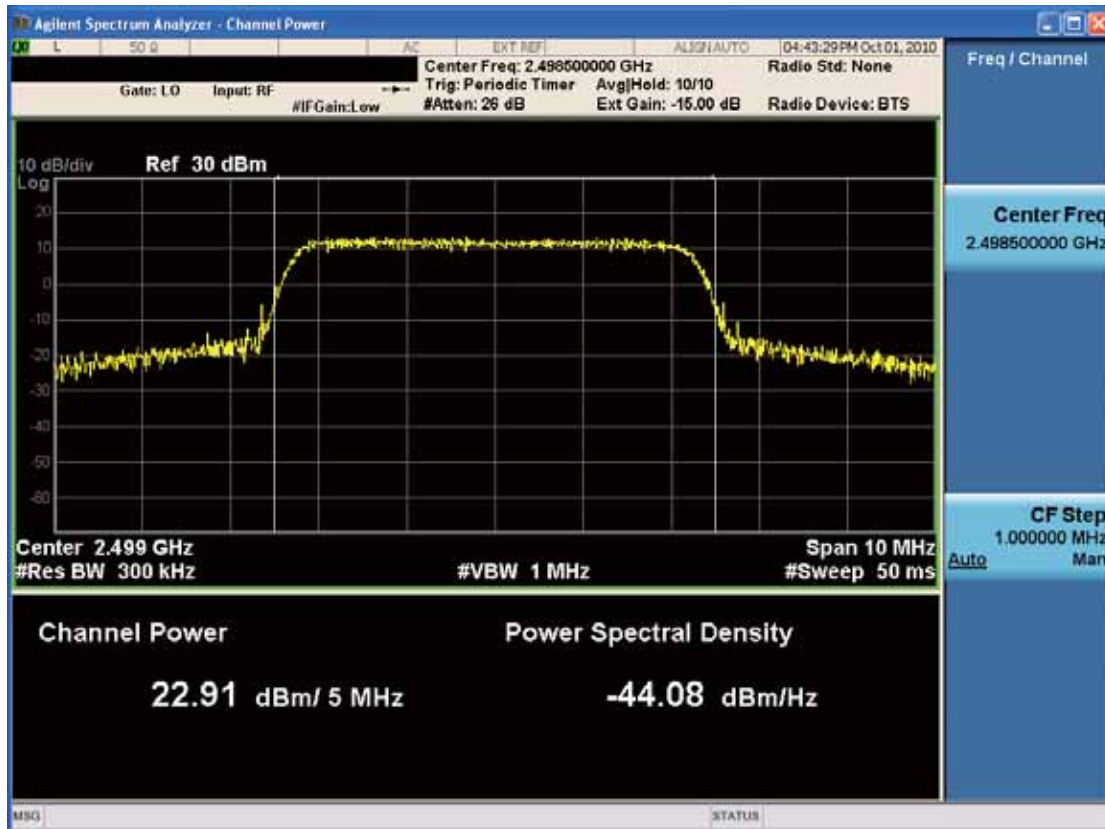 Agilent Spectrum Analyzer - Channel Power
L 50 Ω AC EXT REF ALIGN AUTO 04:43:29 PM Oct 01, 2010
Center Freq: 2.498500000 GHz Radio Std: None
Gate: LO Input: RF Trig: Periodic Timer Avg|Hold: 10/10
#IFGain:Low #Atten: 26 dB Ext Gain: -15.00 dB Radio Device: BTS
10 dB/div Ref 30 dBm
Log
20
10
0
-10
-20
-30
-40
-50
-60
Center 2.499 GHz Span 10 MHz
#Res BW 300 kHz #VBW 1 MHz #Sweep 50 ms
Channel Power Power Spectral Density
22.91 dBm/ 5 MHz -44.08 dBm/Hz
MSG STATUS
Freq / Channel
Center Freq
2.498500000 GHz
CF Step
1.000000 MHz
Auto Man